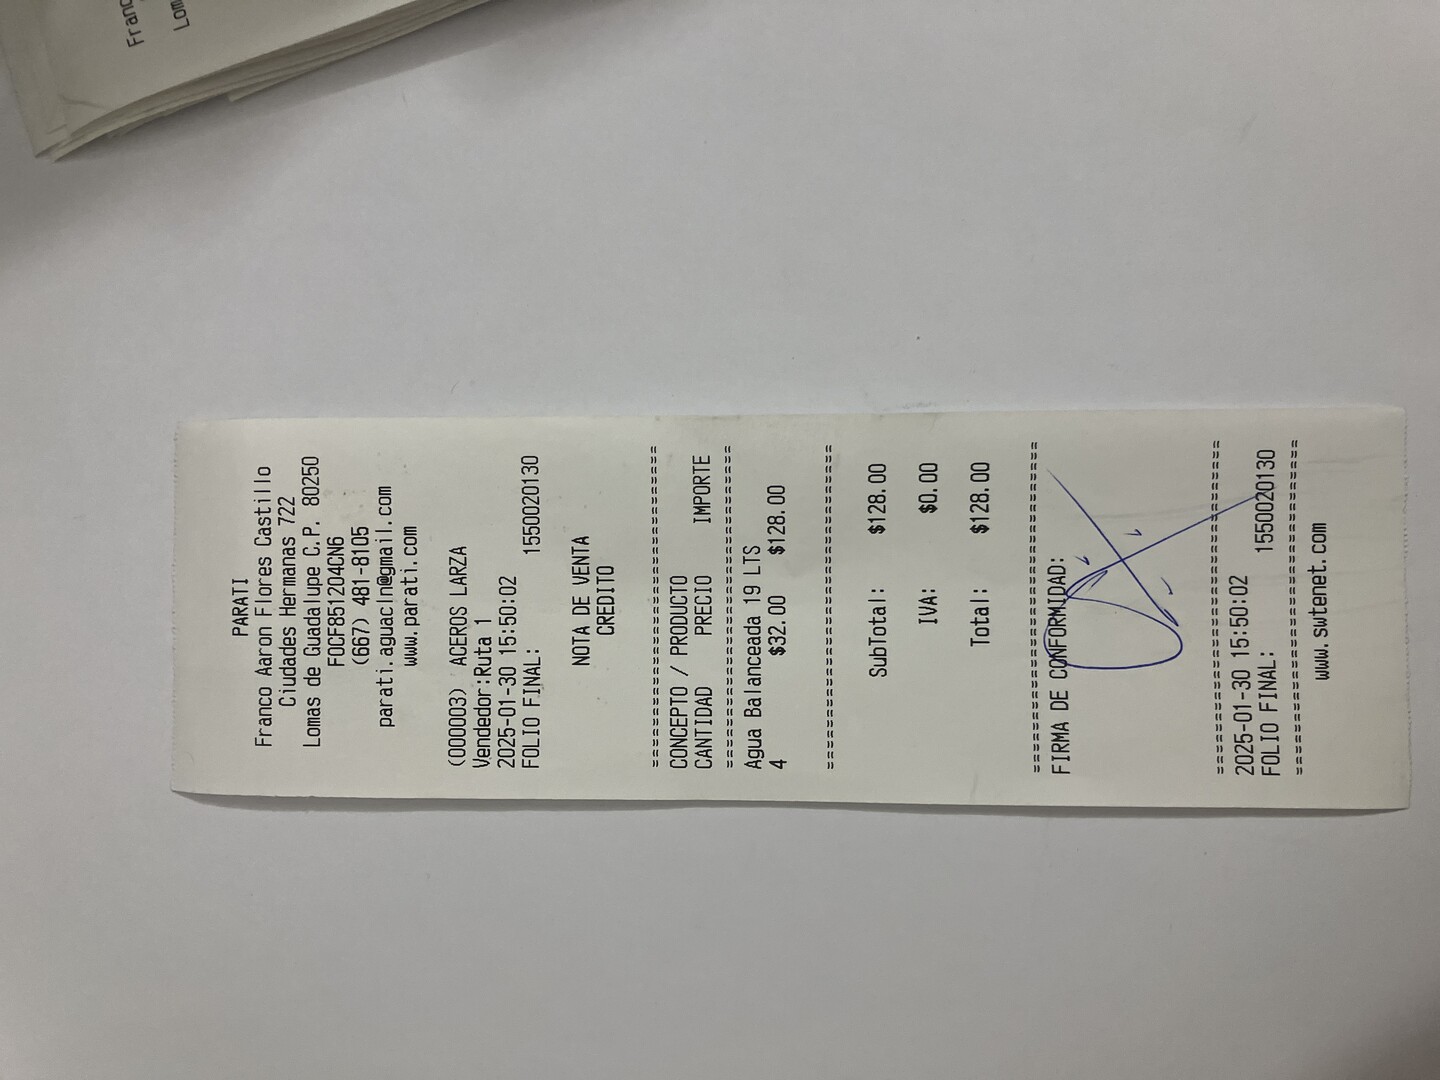 Franc
Lom
PARATI
Franco Aaron Flores Castillo
Ciudades Hermanas 722
Lomas de Guadalupe C.P. 80250
FOCF851204CN6
(667) 481-8105
parati.aguacln@gmail.com
www.parati.com
(000003) ACEROS LARZA
Vendedor:Ruta 1
2025-01-30 15:50:02
FOLIO FINAL: 1550020130
NOTA DE VENTA
CREDITO
===================================
CONCEPTO / PRODUCTO
CANTIDAD PRECIO IMPORTE
===================================
Agua Balanceada 19 LTS
4 $32.00 $128.00
===================================
SubTotal: $128.00
IVA: $0.00
Total: $128.00
===================================
FIRMA DE CONFORMIDAD:
===================================
2025-01-30 15:50:02
FOLIO FINAL: 1550020130
===================================
www.swtenet.com